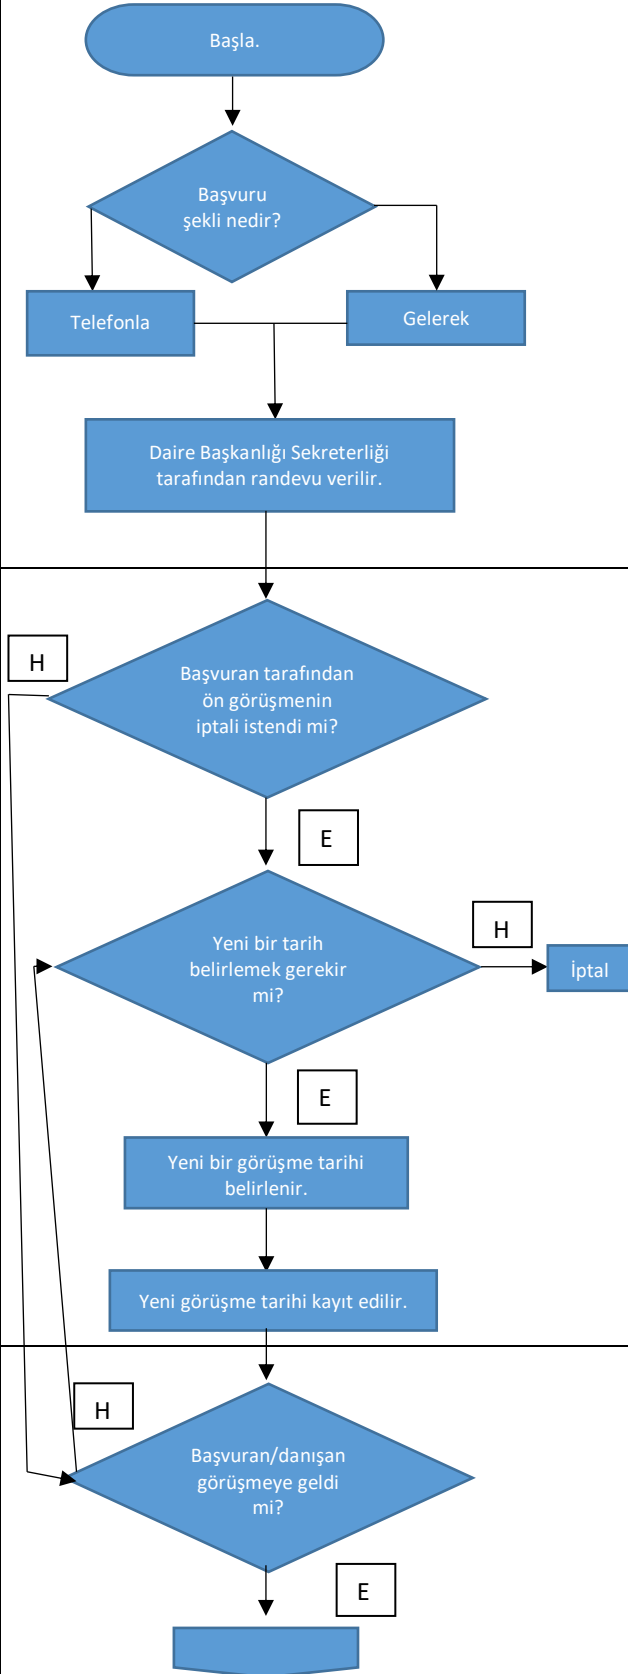 Başla.
Başvuru
şekli nedir?
Telefonla
Gelerek
Daire Başkanlığı Sekreterliği
tarafından randevu verilir.
H
Başvuran tarafından
ön görüşmenin
iptali istendi mi?
E
Yeni bir tarih
belirlemek gerekir
mi?
H
İptal
E
Yeni bir görüşme tarihi
belirlenir.
Yeni görüşme tarihi kayıt edilir.
H
Başvuran/danışan
görüşmeye geldi
mi?
E